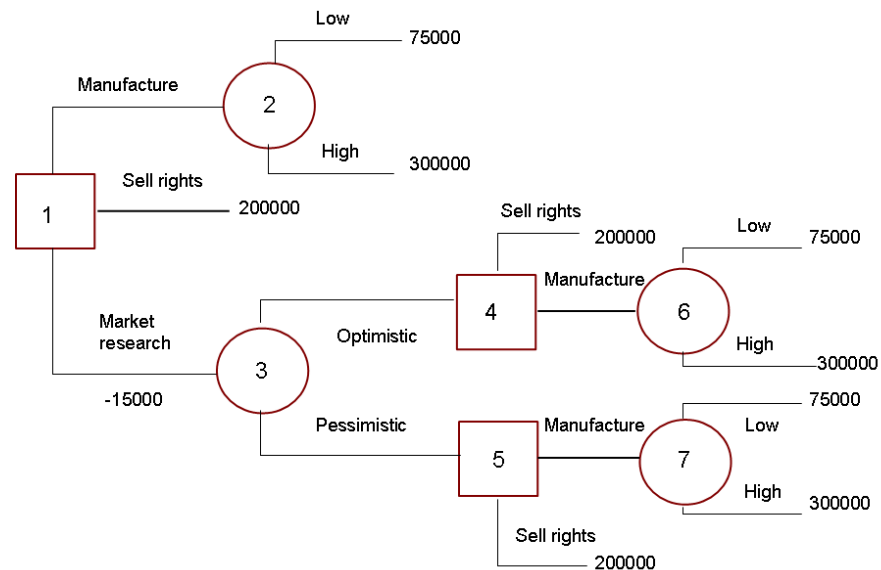 Low
75000
Manufacture
2
High
300000
Sell rights
1
200000
Sell rights
200000
Low
75000
Manufacture
4
6
Market
research
Optimistic
High
300000
3
-15000
75000
Pessimistic
Manufacture
Low
5
7
High
300000
Sell rights
200000